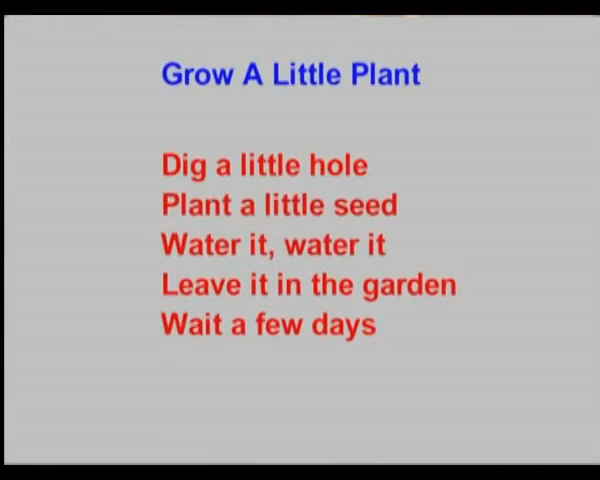 Grow A Little Plant
Dig a little hole
Plant a little seed
Water it, water it
Leave it in the garden
Wait a few days